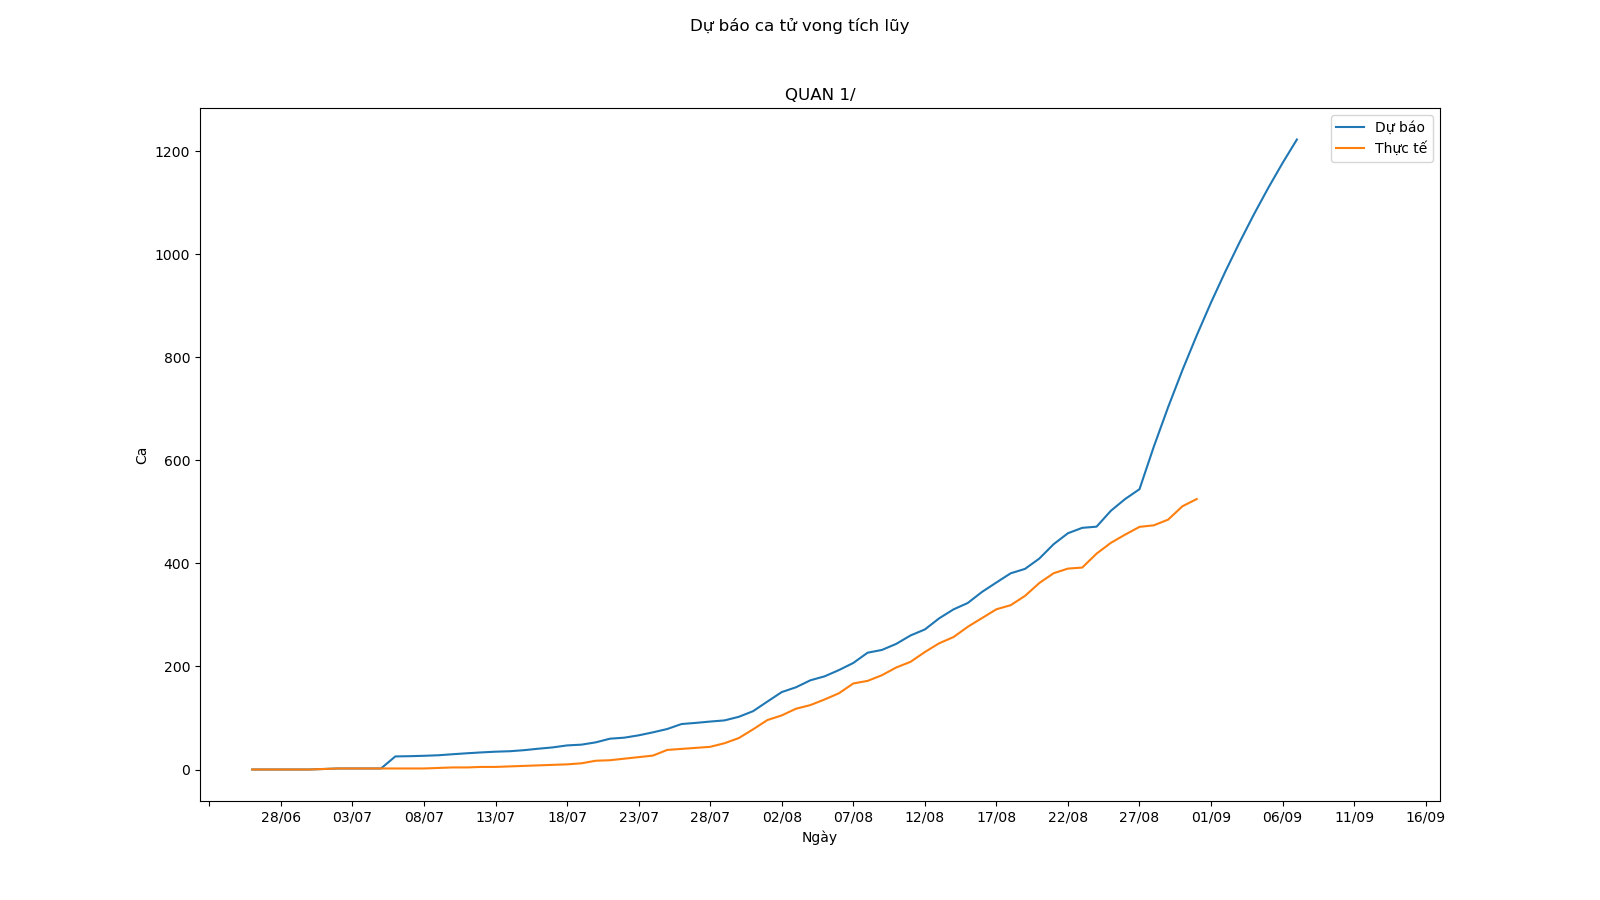 Dự báo ca tử vong tích lũy
QUAN 1/
Dự báo
Thực tế
1200
1000
800
600
400
200
0
Ca
28/06 03/07 08/07 13/07 18/07 23/07 28/07 02/08 07/08 12/08 17/08 22/08 27/08 01/09 06/09 11/09 16/09
Ngày